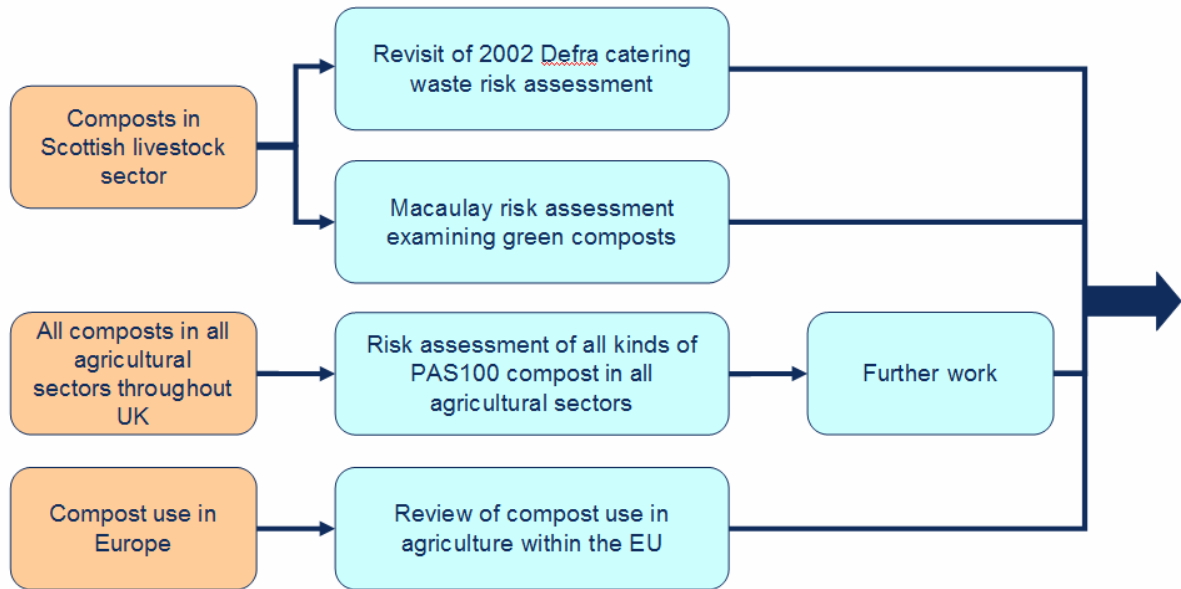 Revisit of 2002 Defra catering
waste risk assessment
Composts in
Scottish livestock
sector
Macaulay risk assessment
examining green composts
All composts in all
agricultural
sectors throughout
UK
Risk assessment of all kinds of
PAS100 compost in all
agricultural sectors
Further work
Compost use in
Europe
Review of compost use in
agriculture within the EU